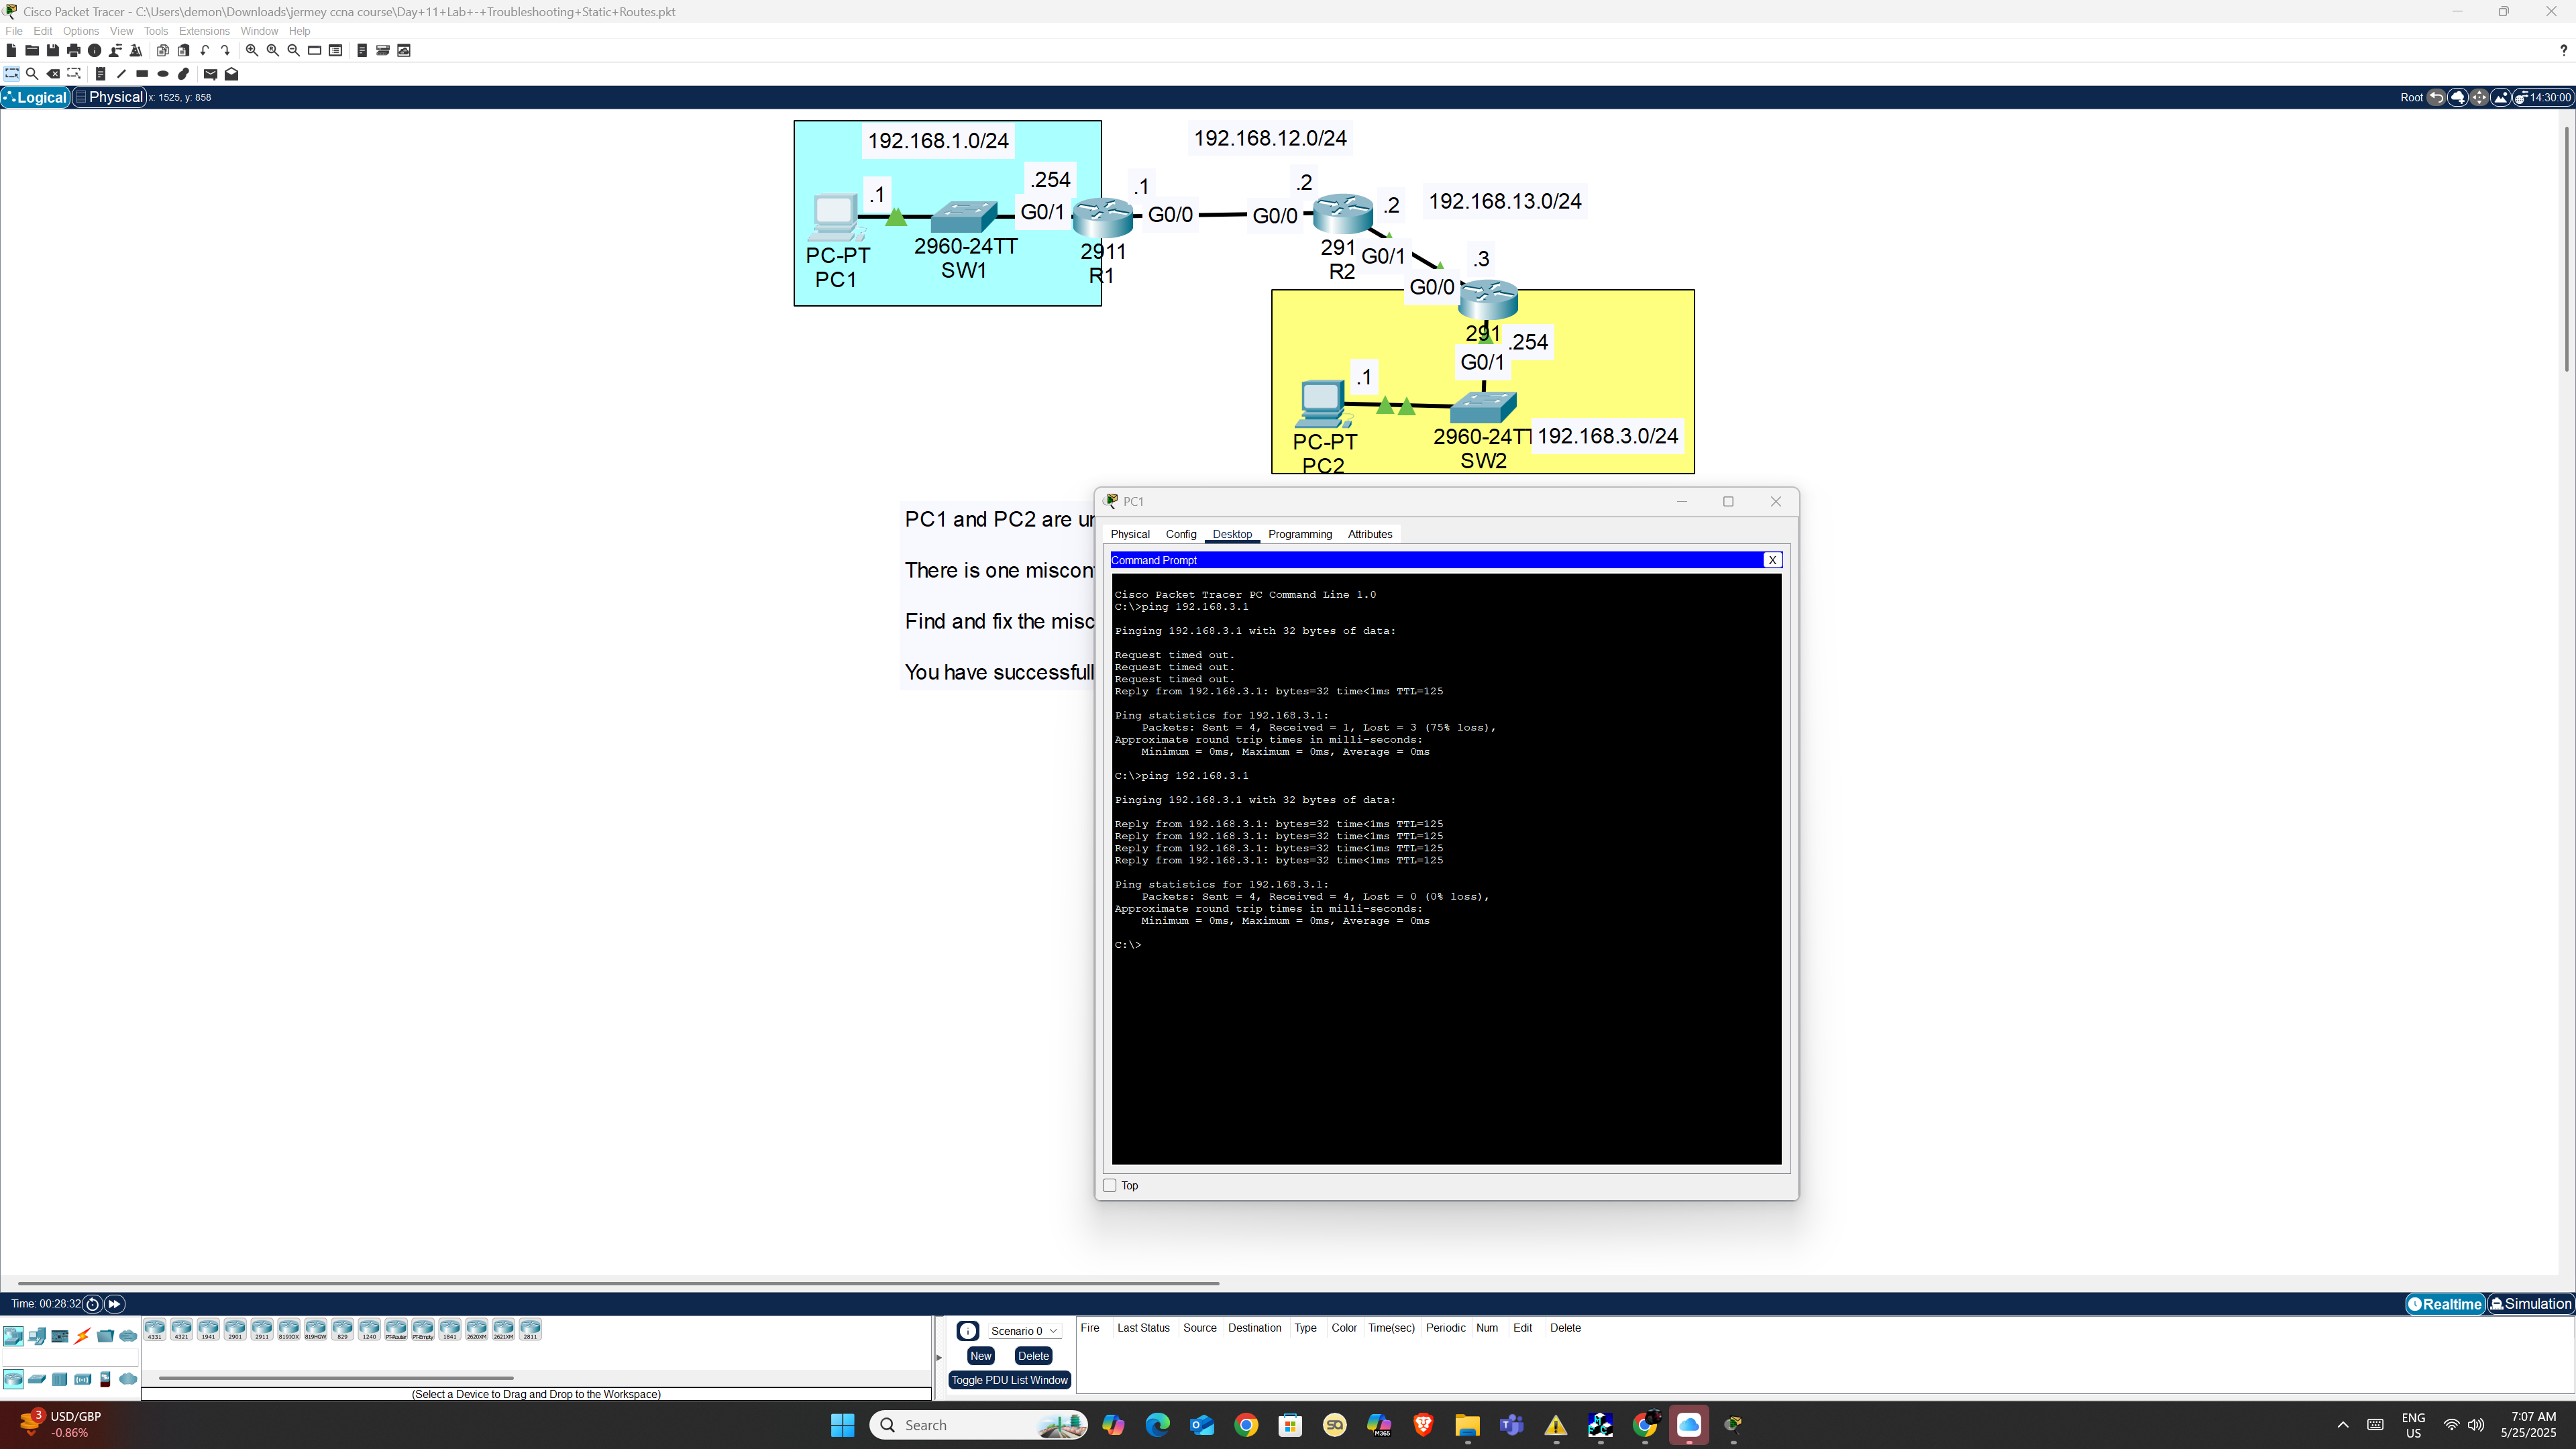 Cisco Packet Tracer - C:\Users\demon\Downloads\jermey ccna course\Day+11+Lab+-+Troubleshooting+Static+Routes.pkt
File Edit Options View Tools Extensions Window Help
?
Logical Physical x: 1525, y: 858 Root 14:30:00
192.168.1.0/24
192.168.12.0/24
192.168.13.0/24
.1
.254
G0/1
.1
G0/0
.2
G0/0
.2
PC-PT
PC1
2960-24TT
SW1
2911
R1
291
R2
G0/1
.3
G0/0
291
.254
G0/1
.1
PC-PT
PC2
2960-24TT
SW2
192.168.3.0/24
PC1 and PC2 are
There is one
Find and fix the
You have
PC1
Physical Config Desktop Programming Attributes
Command Prompt X
Cisco Packet Tracer PC Command Line 1.0
C:\>ping 192.168.3.1
Pinging 192.168.3.1 with 32 bytes of data:
Request timed out.
Request timed out.
Request timed out.
Reply from 192.168.3.1: bytes=32 time<1ms TTL=125
Ping statistics for 192.168.3.1:
Packets: Sent = 4, Received = 1, Lost = 3 (75% loss),
Approximate round trip times in milli-seconds:
Minimum = 0ms, Maximum = 0ms, Average = 0ms
C:\>ping 192.168.3.1
Pinging 192.168.3.1 with 32 bytes of data:
Reply from 192.168.3.1: bytes=32 time<1ms TTL=125
Reply from 192.168.3.1: bytes=32 time<1ms TTL=125
Reply from 192.168.3.1: bytes=32 time<1ms TTL=125
Reply from 192.168.3.1: bytes=32 time<1ms TTL=125
Ping statistics for 192.168.3.1:
Packets: Sent = 4, Received = 4, Lost = 0 (0% loss),
Approximate round trip times in milli-seconds:
Minimum = 0ms, Maximum = 0ms, Average = 0ms
C:\>
Top
Time: 00:28:32 Realtime Simulation
4331 4321 1941 2901 2911 819IOX 819HGW 829 1240 PT-Router PT-Empty 1841 2620XM 2621XM 2811
(Select a Device to Drag and Drop to the Workspace)
Scenario 0
New Delete
Toggle PDU List Window
Fire Last Status Source Destination Type Color Time(sec) Periodic Num Edit Delete
3 USD/GBP
-0.86%
Search
M365
ENG
US
7:07 AM
5/25/2025